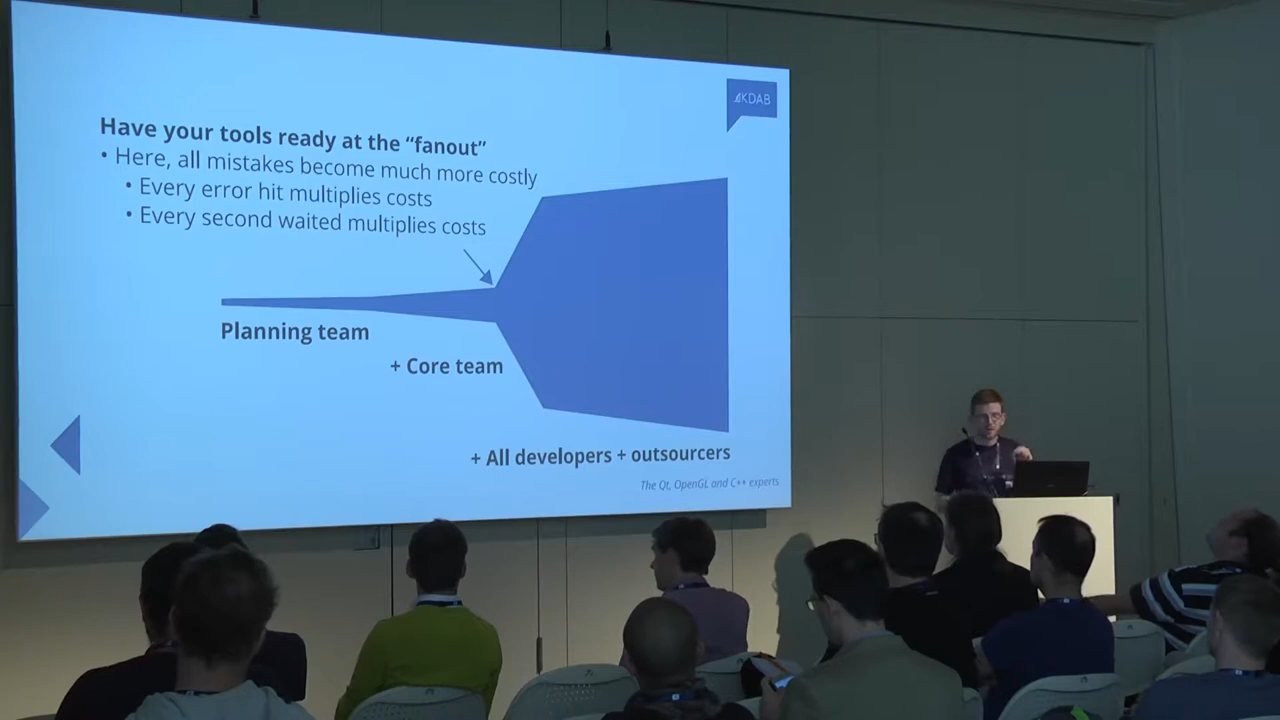 KDAB
Have your tools ready at the “fanout”
• Here, all mistakes become much more costly
• Every error hit multiplies costs
• Every second waited multiplies costs
Planning team
+ Core team
+ All developers + outsourcers
The Qt, OpenGL and C++ experts